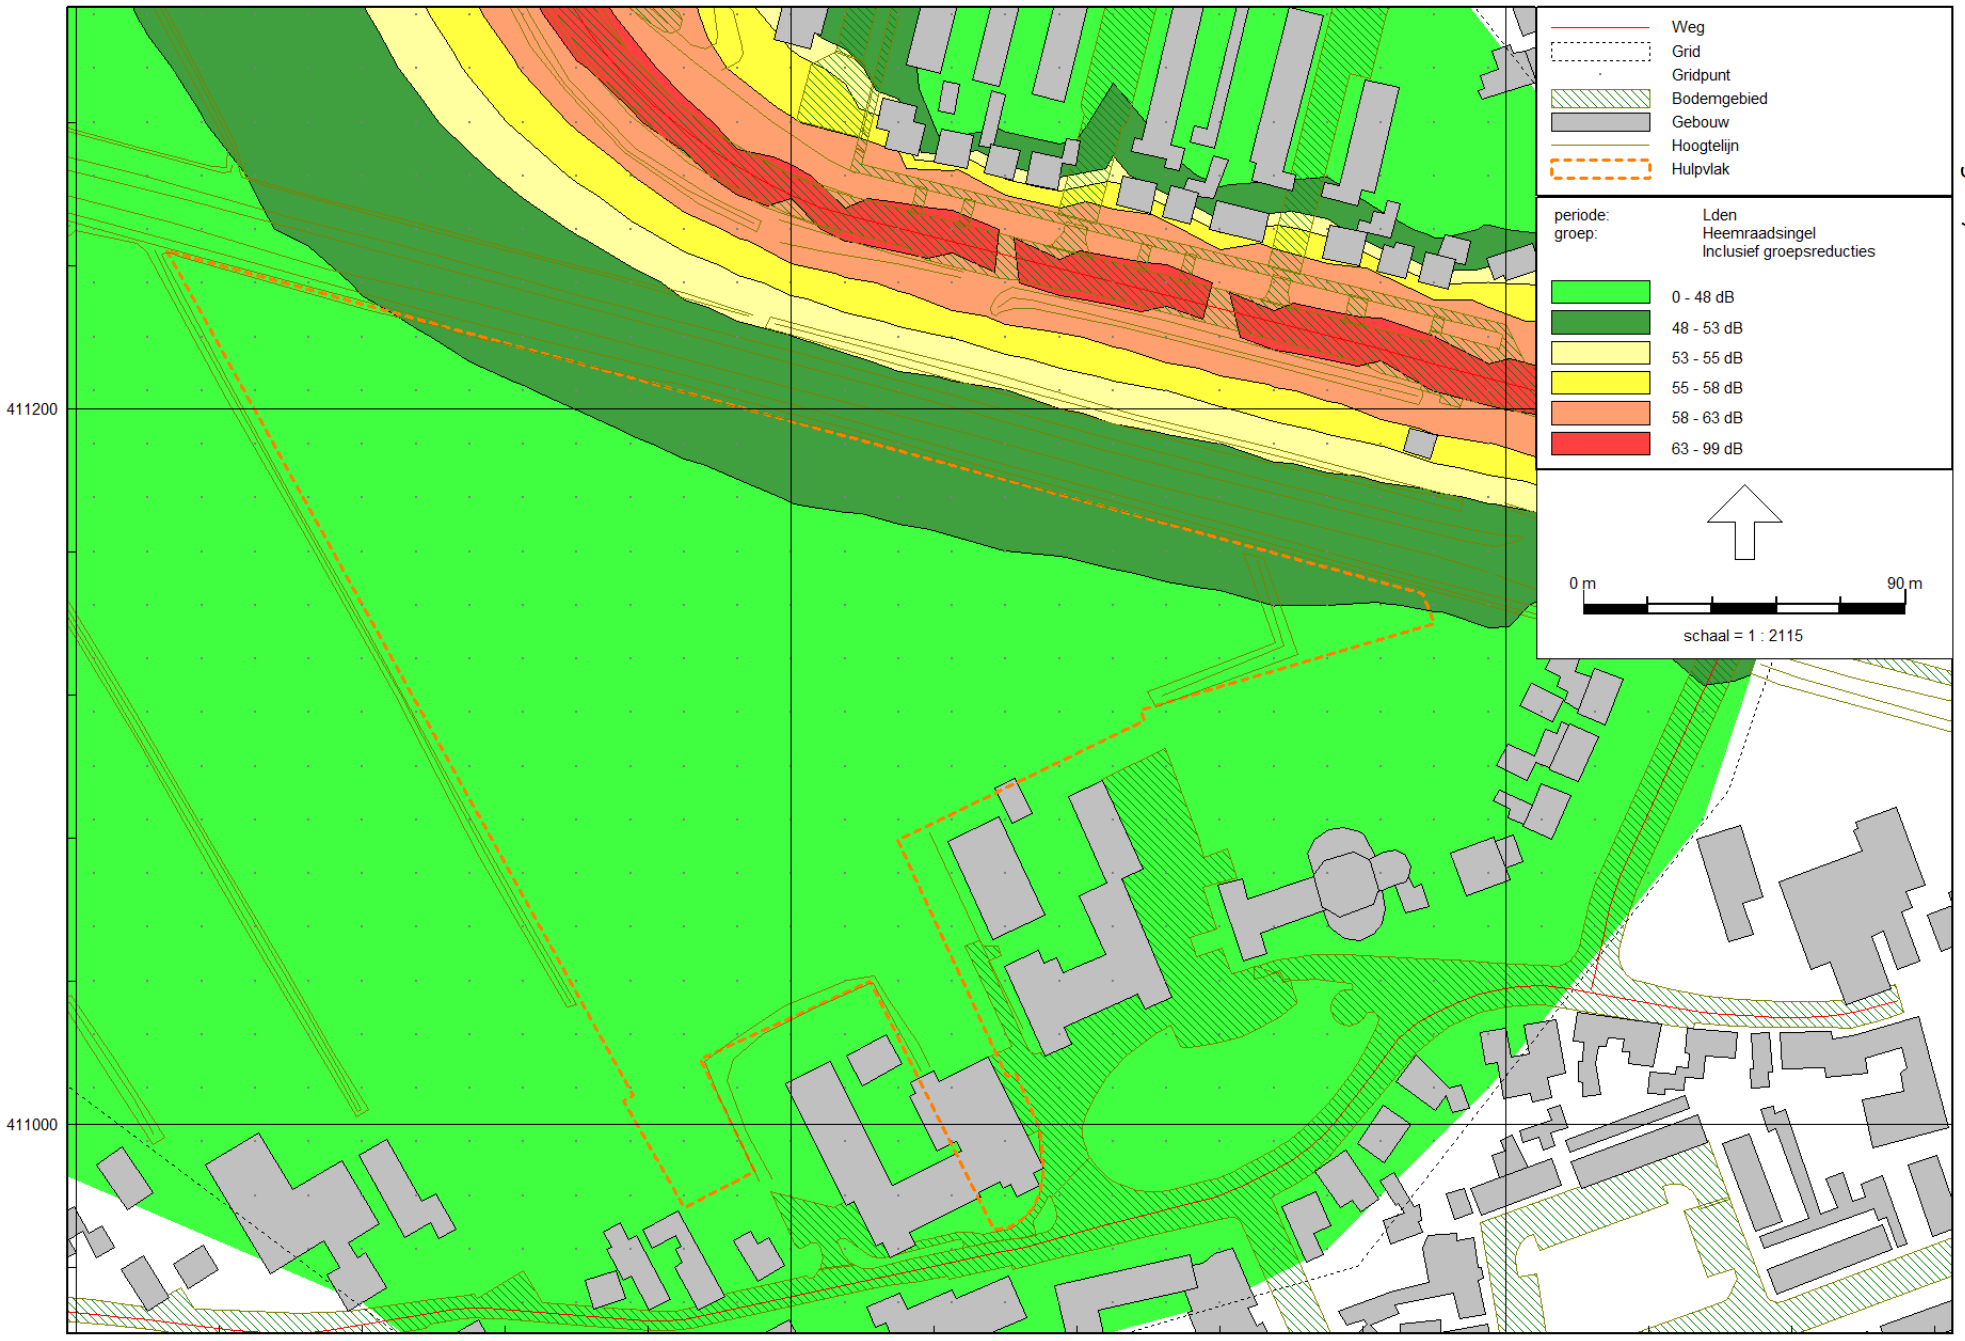 Weg
Grid
Gridpunt
Bodemgebied
Gebouw
Hoogtelijn
Hulpvlak
periode: Lden
groep: Heemraadsingel
Inclusief groepsreducties
0 - 48 dB
48 - 53 dB
53 - 55 dB
55 - 58 dB
58 - 63 dB
63 - 99 dB
0 m 90 m
schaal = 1 : 2115
411200
411000